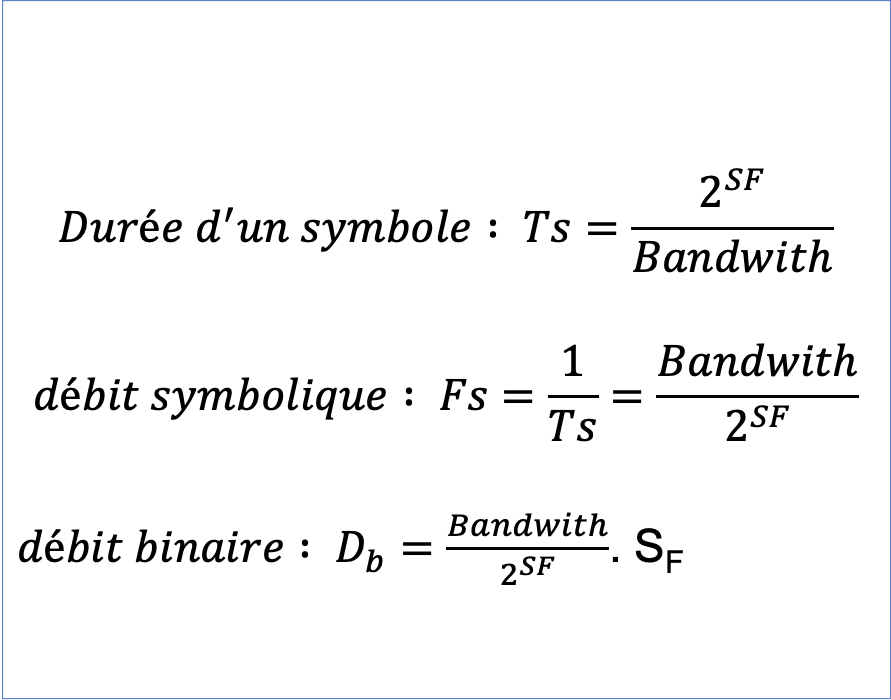 Durée d'un symbole : Ts = 2^SF / Bandwith
débit symbolique : Fs = 1 / Ts = Bandwith / 2^SF
débit binaire : D_b = Bandwith / 2^SF . S_F